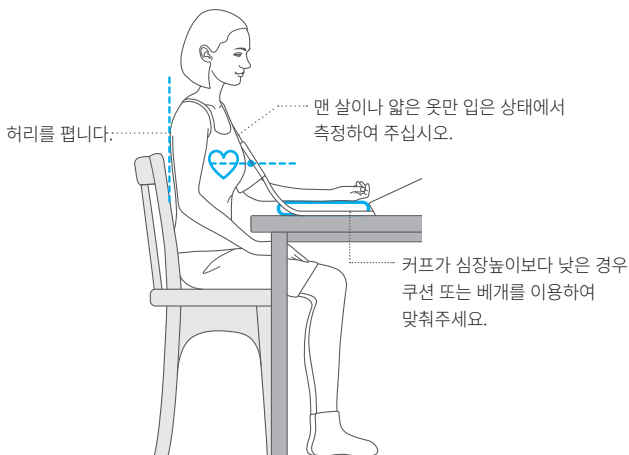 맨 살이나 얇은 옷만 입은 상태에서
측정하여 주십시오.
허리를 폅니다.
커프가 심장높이보다 낮은 경우
쿠션 또는 베개를 이용하여
맞춰주세요.